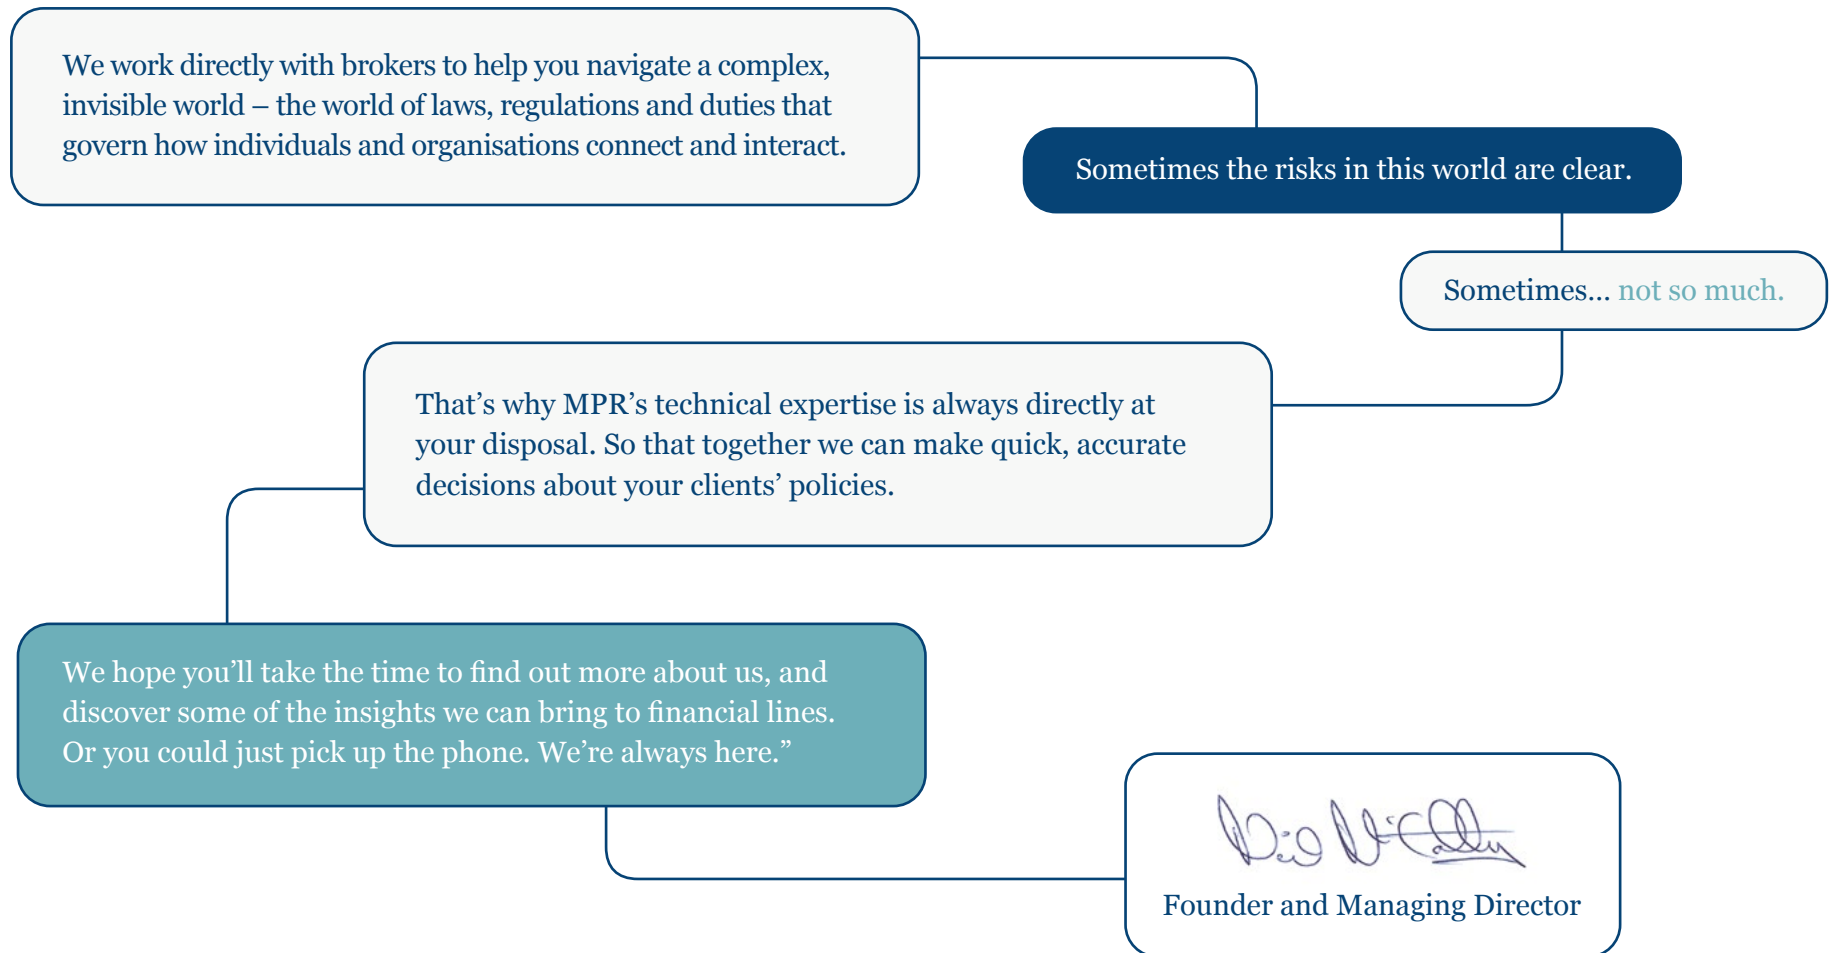 We work directly with brokers to help you navigate a complex,
invisible world – the world of laws, regulations and duties that
govern how individuals and organisations connect and interact.
Sometimes the risks in this world are clear.
Sometimes... not so much.
That’s why MPR’s technical expertise is always directly at
your disposal. So that together we can make quick, accurate
decisions about your clients’ policies.
We hope you’ll take the time to find out more about us, and
discover some of the insights we can bring to financial lines.
Or you could just pick up the phone. We’re always here.”
Founder and Managing Director